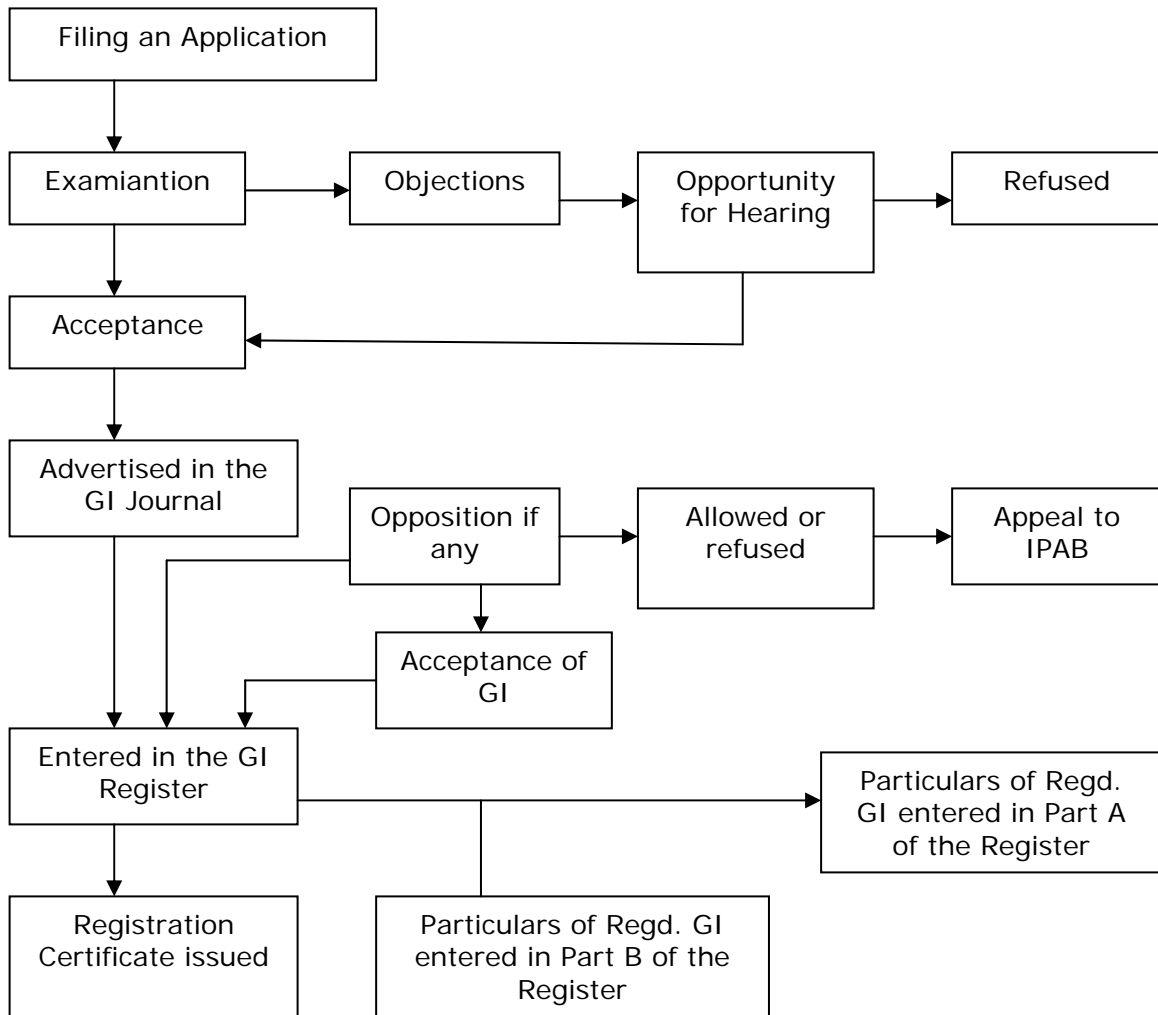 Filing an Application
Examiantion
Objections
Opportunity
for Hearing
Refused
Acceptance
Advertised in the
GI Journal
Opposition if
any
Allowed or
refused
Appeal to
IPAB
Acceptance of
GI
Entered in the GI
Register
Particulars of Regd.
GI entered in Part A
of the Register
Registration
Certificate issued
Particulars of Regd. GI
entered in Part B of the
Register